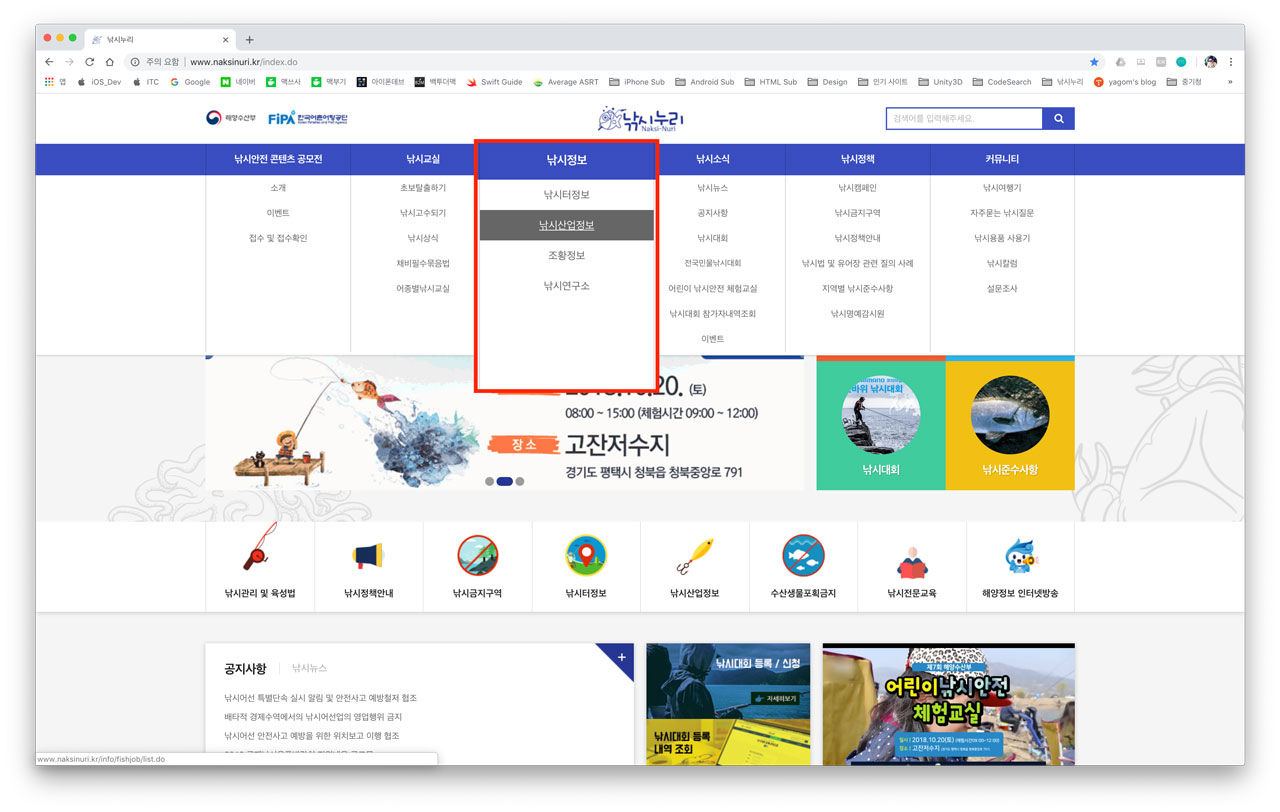 낚시누리
주의 요함 | www.naksinuri.kr/index.do
앱 iOS_Dev ITC Google 네이버 맥쓰사 맥부기 아이폰데브 백투더맥 Swift Guide Average ASRT iPhone Sub Android Sub HTML Sub Design 인기 사이트 Unity3D CodeSearch 낚시누리 yagom's blog 중기청 »
해양수산부 FiPA 한국어촌어항공단
낚시누리
Naksi-Nuri
검색어를 입력해주세요.
낚시안전 콘텐츠 공모전
소개
이벤트
접수 및 접수확인
낚시교실
초보탈출하기
낚시고수되기
낚시상식
채비필수묶음법
어종별낚시교실
낚시정보
낚시터정보
낚시산업정보
조황정보
낚시연구소
낚시소식
낚시뉴스
공지사항
낚시대회
전국민물낚시대회
어린이 낚시안전 체험교실
낚시대회 참가자내역조회
이벤트
낚시정책
낚시캠페인
낚시금지구역
낚시정책안내
낚시법 및 유어장 관련 질의 사례
지역별 낚시준수사항
낚시명예감시원
커뮤니티
낚시여행기
자주묻는 낚시질문
낚시용품 사용기
낚시칼럼
설문조사
2018.10.20. (토)
08:00 ~ 15:00 (체험시간 09:00 ~ 12:00)
장소 고잔저수지
경기도 평택시 청북읍 청북중앙로 791
바위 낚시대회
낚시대회
낚시준수사항
낚시관리 및 육성법
낚시정책안내
낚시금지구역
낚시터정보
낚시산업정보
수산생물포획금지
낚시전문교육
해양정보 인터넷방송
공지사항 낚시뉴스 +
낚시어선 특별단속 실시 말림 및 안전사고 예방철저 협조
배타적 경제수역에서의 낚시어선업의 영업행위 금지
낚시어선 안전사고 예방을 위한 위치보고 이행 협조
낚시대회 등록 / 신청
자세히보기
낚시대회 등록
내역 조회
제7회 해양수산부
어린이낚시안전
체험교실
일시 2018.10.20(토) (체험시간09:00~12:00)
장소 고잔저수지
www.naksinuri.kr/info/fishjob/list.do